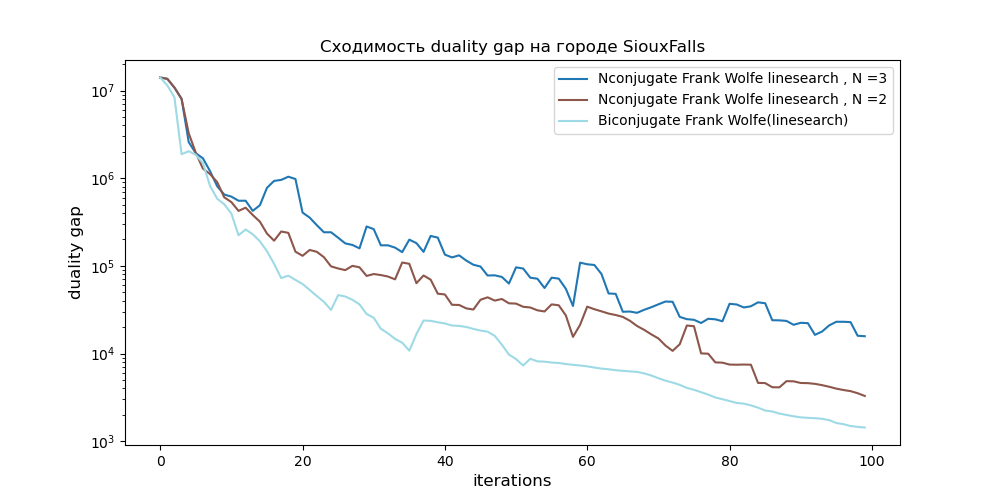 Сходимость duality gap на городе SiouxFalls
Nconjugate Frank Wolfe linesearch , N =3
Nconjugate Frank Wolfe linesearch , N =2
Biconjugate Frank Wolfe(linesearch)
duality gap
10⁷
10⁶
10⁵
10⁴
10³
0 20 40 60 80 100
iterations